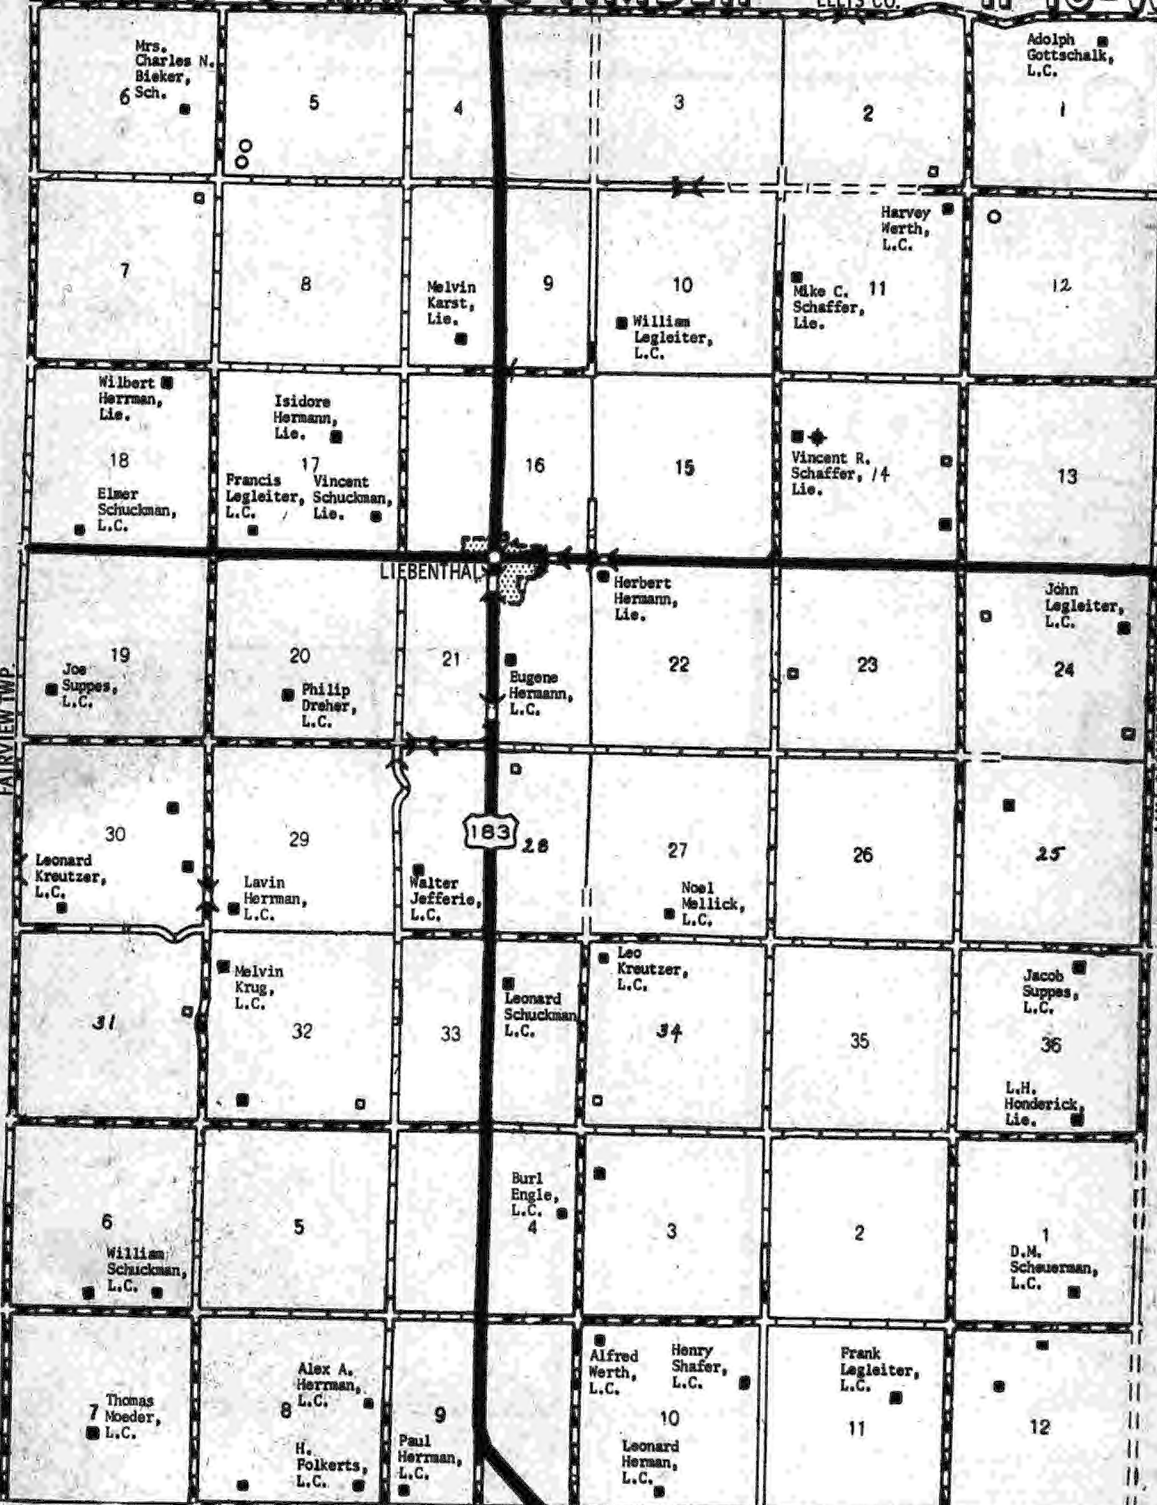 ELLIS CO.
Mrs.
Charles N.
Bieker,
Sch.
6
5
4
3
2
Adolph
Gottschalk,
L.C.
1
7
8
Melvin
Karst,
Lie.
9
10
William
Legleiter,
L.C.
Harvey
Werth,
L.C.
Mike C.
Schaffer,
Lie.
11
12
Wilbert
Herrman,
Lie.
18
Elmer
Schuckman,
L.C.
Isidore
Hermann,
Lie.
17
Francis
Legleiter,
L.C.
Vincent
Schuckman,
Lie.
16
15
Vincent R.
Schaffer,
Lie.
14
13
LIEBENTHAL
Herbert
Hermann,
Lie.
John
Legleiter,
L.C.
FAIRVIEW TWP.
19
Joe
Suppes,
L.C.
20
Philip
Dreher,
L.C.
21
Eugene
Hermann,
L.C.
22
23
24
30
Leonard
Kreutzer,
L.C.
29
Lavin
Herrman,
L.C.
183
28
Walter
Jefferie,
L.C.
27
Noel
Mellick,
L.C.
26
25
31
Melvin
Krug,
L.C.
32
33
Leonard
Schuckman
L.C.
Leo
Kreutzer,
L.C.
34
35
Jacob
Suppes,
L.C.
36
L.H.
Honderick,
Lie.
6
William
Schuckman,
L.C.
5
Burl
Engle,
L.C.
4
3
2
1
D.M.
Scheuerman,
L.C.
7
Thomas
Moeder,
L.C.
Alex A.
Herrman,
L.C.
8
H.
Folkerts,
L.C.
9
Paul
Herrman,
L.C.
Alfred
Werth,
L.C.
Henry
Shafer,
L.C.
10
Leonard
Herman,
L.C.
Frank
Legleiter,
L.C.
11
12